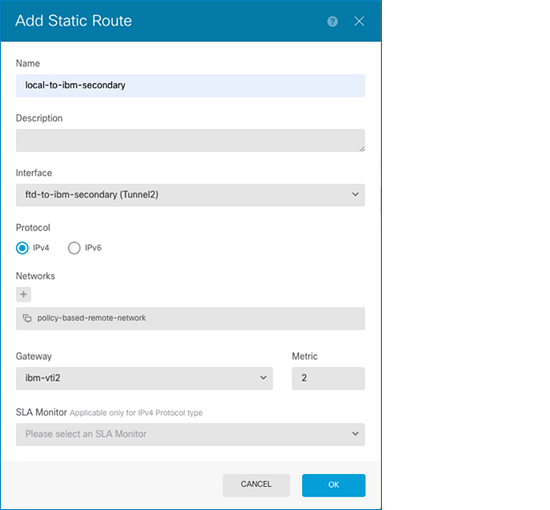 Add Static Route
Name
local-to-ibm-secondary
Description
Interface
ftd-to-ibm-secondary (Tunnel2)
Protocol
IPv4 IPv6
Networks
+
policy-based-remote-network
Gateway Metric
ibm-vti2 2
SLA Monitor Applicable only for IPv4 Protocol type
Please select an SLA Monitor
CANCEL OK